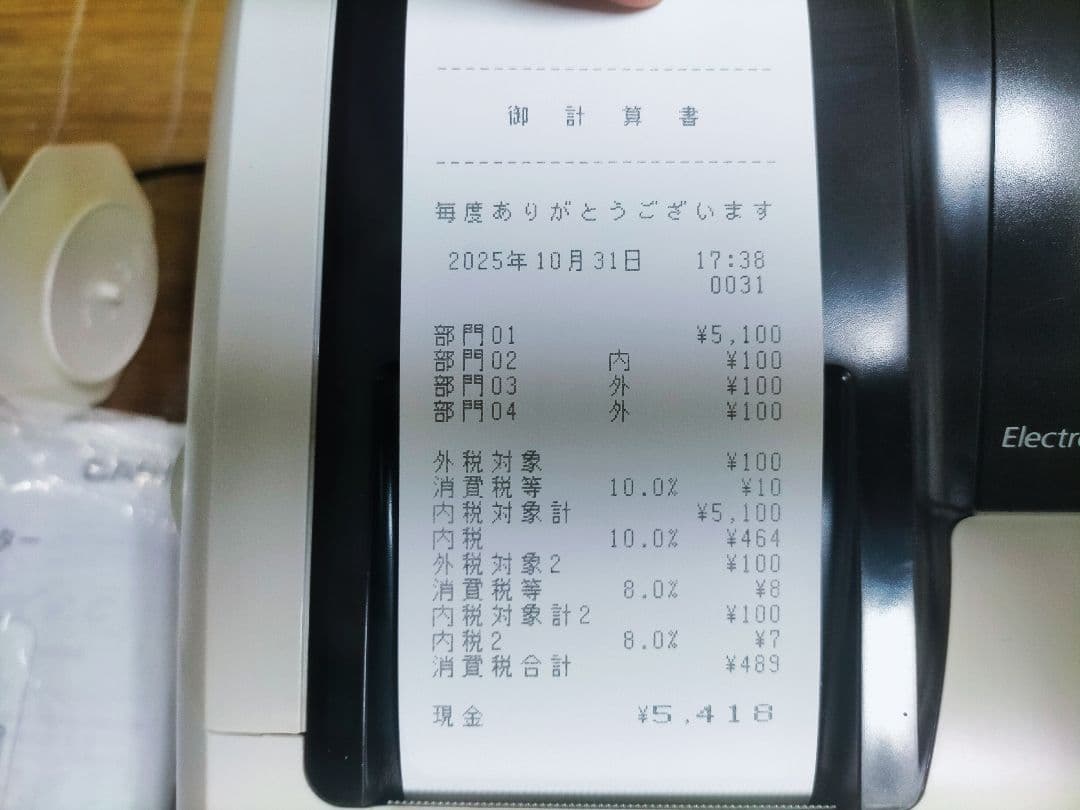 御計算書
毎度ありがとうございます
2025年10月31日 17:38
0031
部門01 ¥5,100
部門02 内 ¥100
部門03 外 ¥100
部門04 外 ¥100
外税対象 ¥100
消費税等 10.0% ¥10
内税対象計 ¥5,100
内税 10.0% ¥464
外税対象2 ¥100
消費税等 8.0% ¥8
内税対象計2 ¥100
内税2 8.0% ¥7
消費税合計 ¥489
現金 ¥5,418
Electr